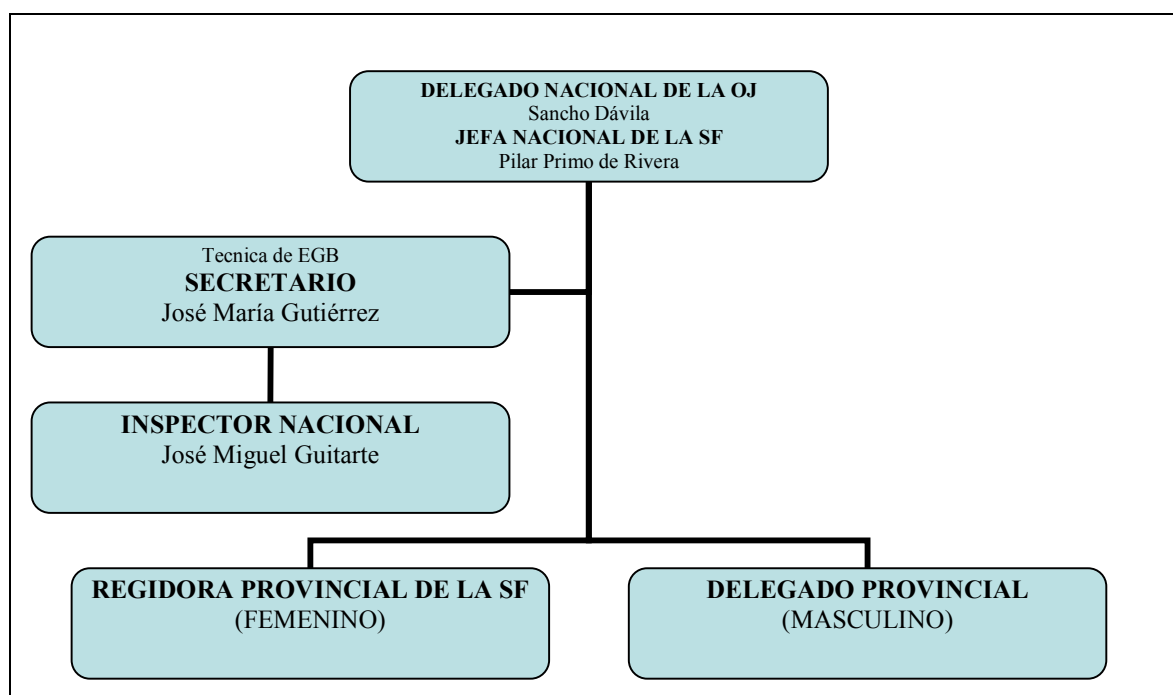 DELEGADO NACIONAL DE LA OJ
Sancho Dávila
JEFA NACIONAL DE LA SF
Pilar Primo de Rivera
Tecnica de EGB
SECRETARIO
José María Gutiérrez
INSPECTOR NACIONAL
José Miguel Guitarte
REGIDORA PROVINCIAL DE LA SF
(FEMENINO)
DELEGADO PROVINCIAL
(MASCULINO)